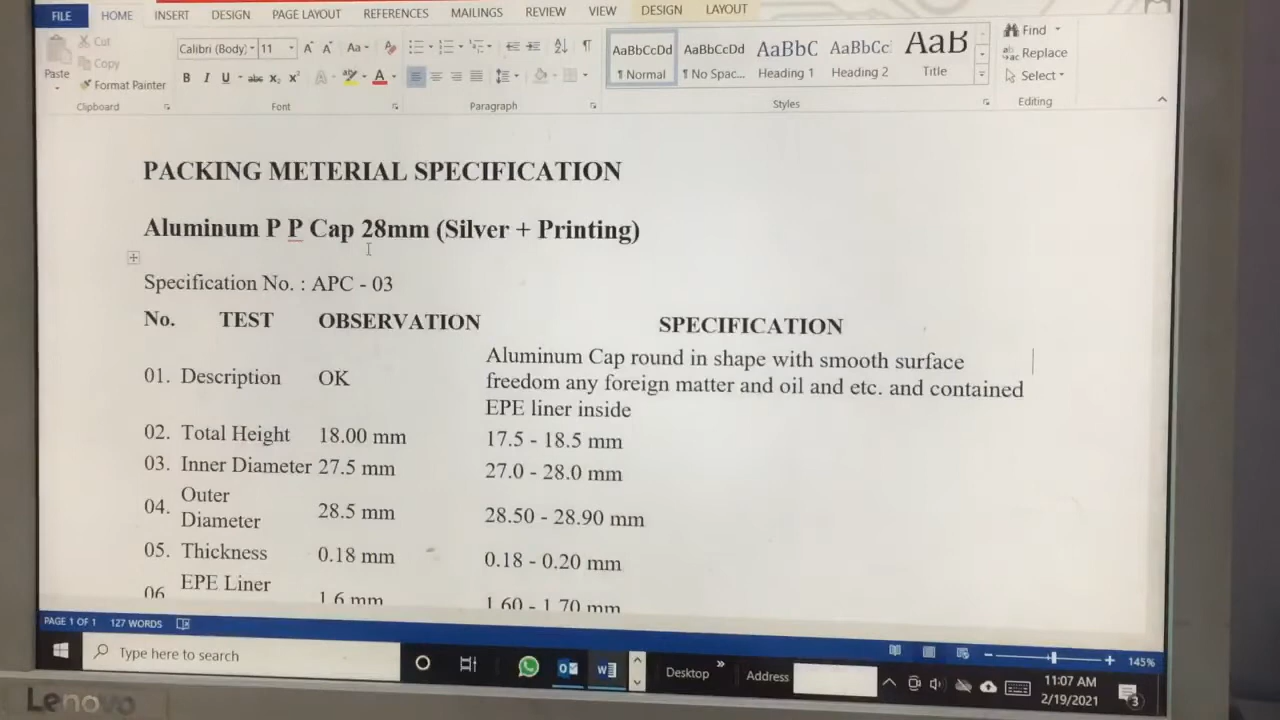 FILE HOME INSERT DESIGN PAGE LAYOUT REFERENCES MAILINGS REVIEW VIEW DESIGN LAYOUT
Cut
Copy
Format Painter
Paste
Clipboard
Calibri (Body) 11
Font
Paragraph
AaBbCcDd AaBbCcDd AaBbC AaBbCc AaB
¶ Normal ¶ No Spac... Heading 1 Heading 2 Title
Styles
Find
Replace
Select
Editing
PACKING METERIAL SPECIFICATION
Aluminum P P Cap 28mm (Silver + Printing)
Specification No. : APC - 03
No. TEST OBSERVATION SPECIFICATION
01. Description OK Aluminum Cap round in shape with smooth surface
freedom any foreign matter and oil and etc. and contained
EPE liner inside
02. Total Height 18.00 mm 17.5 - 18.5 mm
03. Inner Diameter 27.5 mm 27.0 - 28.0 mm
04. Outer
Diameter 28.5 mm 28.50 - 28.90 mm
05. Thickness 0.18 mm 0.18 - 0.20 mm
06 EPE Liner 1.6 mm 1.60 - 1.70 mm
PAGE 1 OF 1 127 WORDS 145%
Type here to search
Desktop
Address
11:07 AM
2/19/2021
3
Lenovo